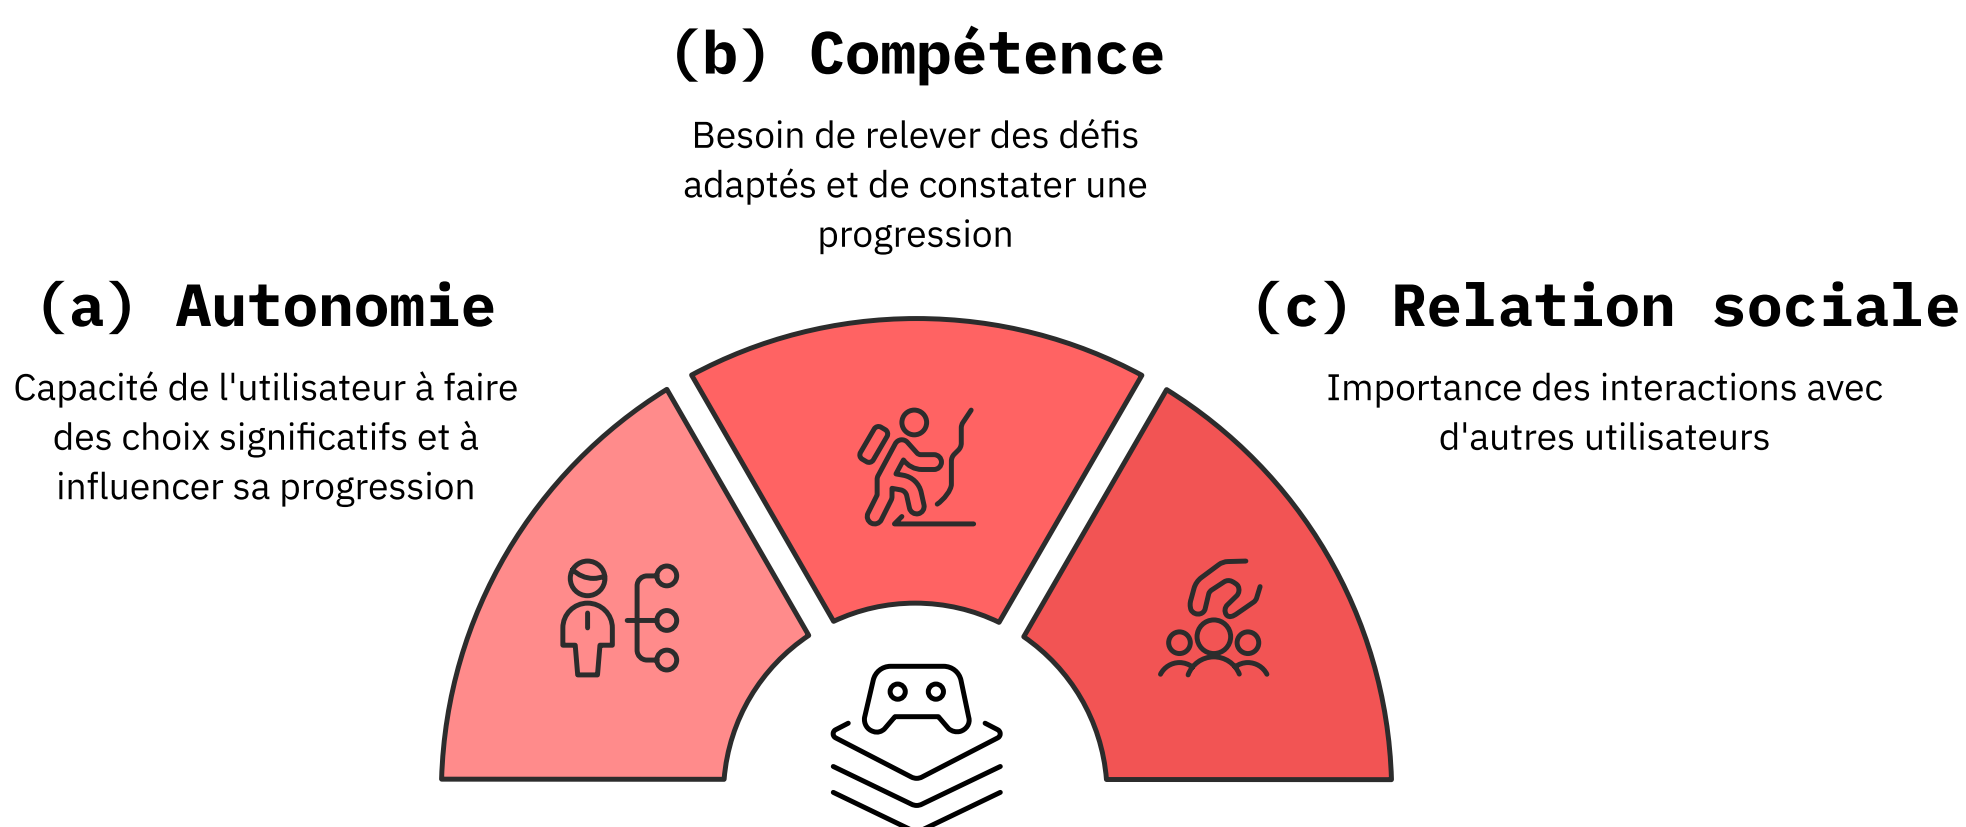 (b) Compétence
Besoin de relever des défis
adaptés et de constater une
progression
(a) Autonomie
Capacité de l'utilisateur à faire
des choix significatifs et à
influencer sa progression
(c) Relation sociale
Importance des interactions avec
d'autres utilisateurs